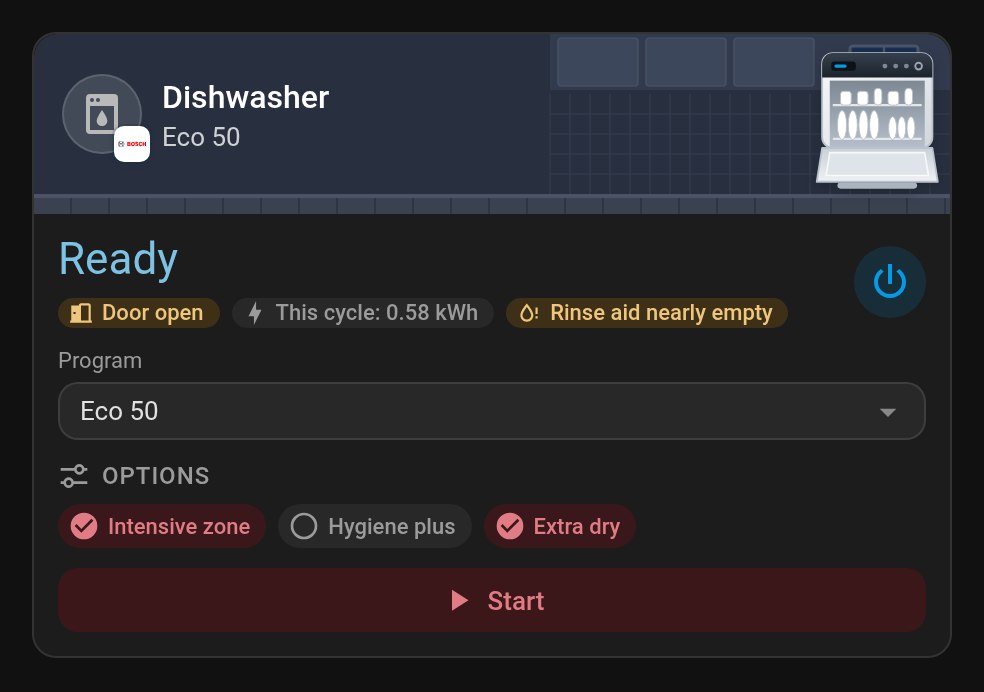 Dishwasher
Eco 50
BOSCH
Ready
Door open
This cycle: 0.58 kWh
Rinse aid nearly empty
Program
Eco 50
OPTIONS
Intensive zone
Hygiene plus
Extra dry
Start